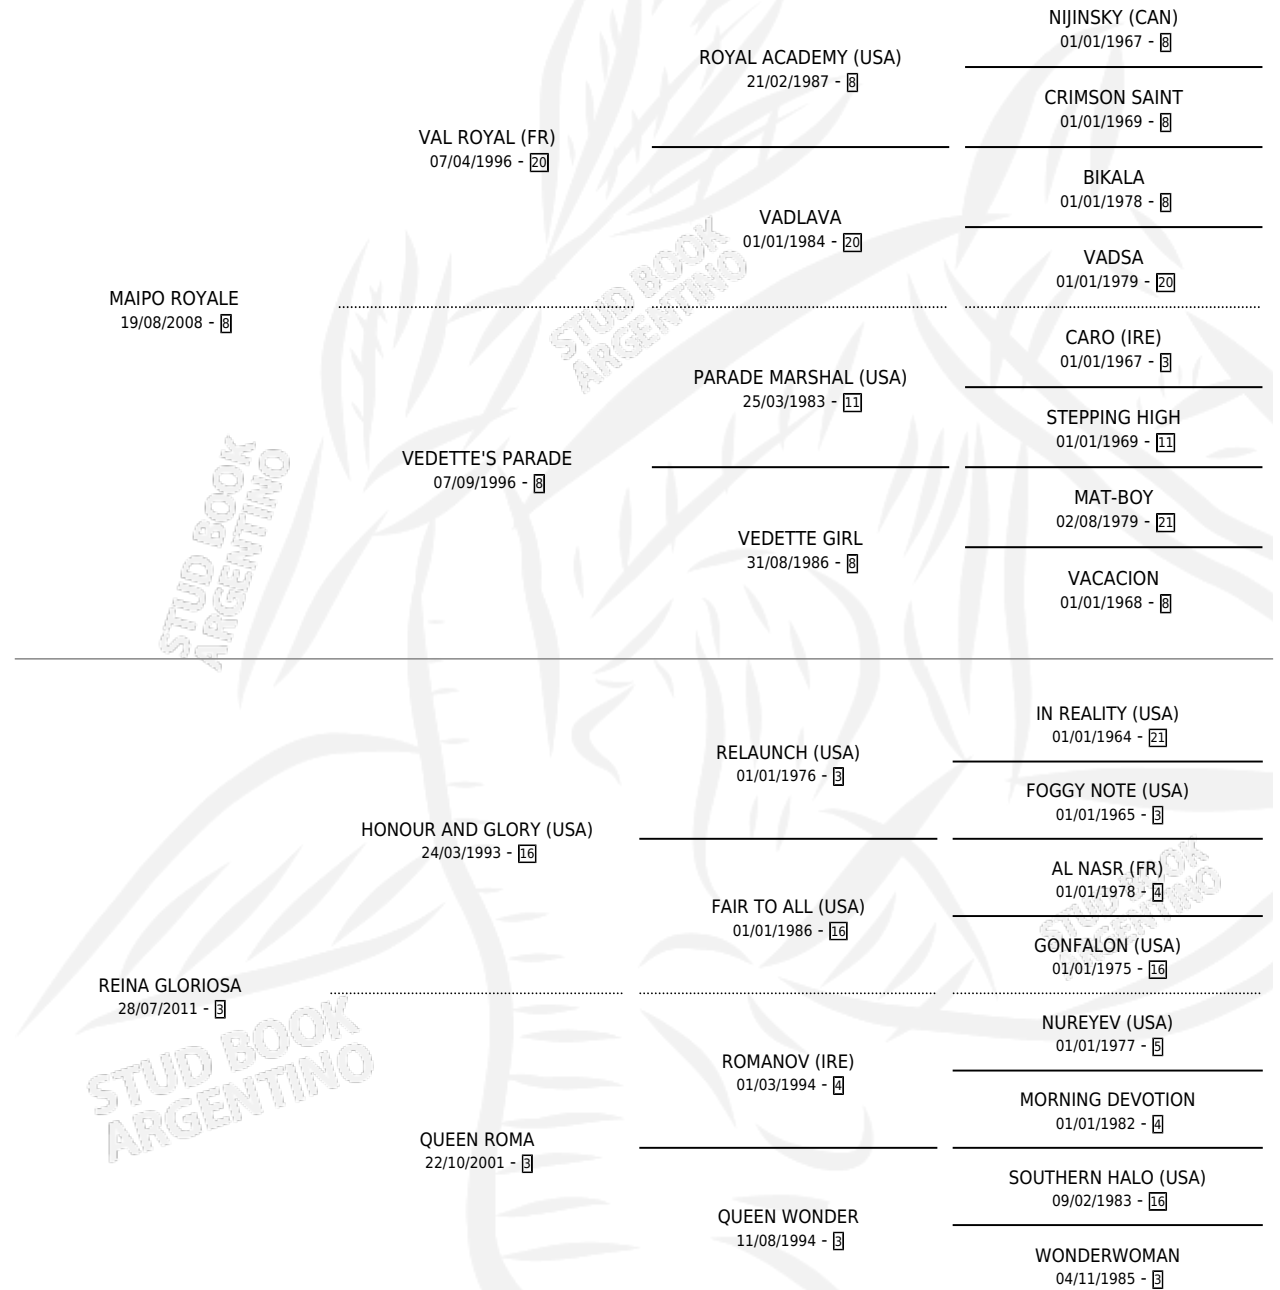 NIJINSKY (CAN)
01/01/1967 - 8
ROYAL ACADEMY (USA)
21/02/1987 - 8
CRIMSON SAINT
01/01/1969 - 8
VAL ROYAL (FR)
07/04/1996 - 20
BIKALA
01/01/1978 - 8
VADLAVA
01/01/1984 - 20
VADSA
01/01/1979 - 20
MAIPO ROYALE
19/08/2008 - 8
STUD BOOK
ARGENTINO
CARO (IRE)
01/01/1967 - 3
PARADE MARSHAL (USA)
25/03/1983 - 11
STEPPING HIGH
01/01/1969 - 11
VEDETTE'S PARADE
07/09/1996 - 8
MAT-BOY
02/08/1979 - 21
VEDETTE GIRL
31/08/1986 - 8
VACACION
01/01/1968 - 8
STUD BOOK
ARGENTINO
IN REALITY (USA)
01/01/1964 - 21
RELAUNCH (USA)
01/01/1976 - 3
FOGGY NOTE (USA)
01/01/1965 - 3
HONOUR AND GLORY (USA)
24/03/1993 - 16
AL NASR (FR)
01/01/1978 - 4
FAIR TO ALL (USA)
01/01/1986 - 16
GONFALON (USA)
01/01/1975 - 16
STUD BOOK
ARGENTINO
REINA GLORIOSA
28/07/2011 - 3
NUREYEV (USA)
01/01/1977 - 5
ROMANOV (IRE)
01/03/1994 - 4
STUD BOOK
ARGENTINO
MORNING DEVOTION
01/01/1982 - 4
QUEEN ROMA
22/10/2001 - 3
SOUTHERN HALO (USA)
09/02/1983 - 16
QUEEN WONDER
11/08/1994 - 3
WONDERWOMAN
04/11/1985 - 3